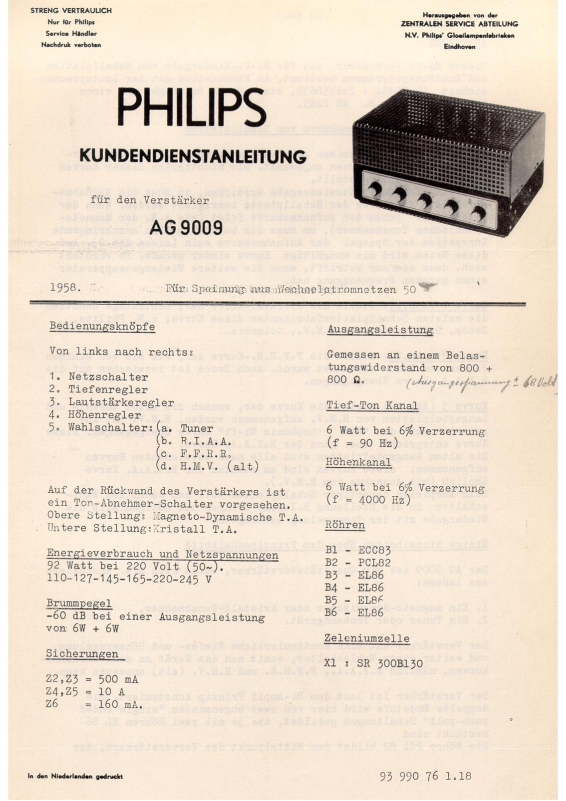 STRENG VERTRAULICH
Nur für Philips
Service Händler
Nachdruck verboten
Herausgegeben von der
ZENTRALEN SERVICE ABTEILUNG
N.V. Philips' Gloeilampenfabrieken
Eindhoven
PHILIPS
KUNDENDIENSTANLEITUNG
für den Verstärker
AG 9009
1958.
Für Speisung aus Wechselstromnetzen 50
Bedienungsknöpfe
Von links nach rechts:
1. Netzschalter
2. Tiefenregler
3. Lautstärkeregler
4. Höhenregler
5. Wahlschalter:(a. Tuner
(b. R.I.A.A.
(c. F.F.R.R.
(d. H.M.V. (alt)
Auf der Rückwand des Verstärkers ist
ein Ton-Abnehmer-Schalter vorgesehen.
Obere Stellung: Magneto-Dynamische T.A.
Untere Stellung:Kristall T.A.
Energieverbrauch und Netzspannungen
92 Watt bei 220 Volt (50~).
110-127-145-165-220-245 V
Brummpegel
-60 dB bei einer Ausgangsleistung
von 6W + 6W
Sicherungen
Z2,Z3 = 500 mA
Z4,Z5 = 10 A
Z6 = 160 mA.
Ausgangsleistung
Gemessen an einem Belas-
tungswiderstand von 800 +
800 Ω.
(Ausgangsspannung ± 68 Volt)
Tief-Ton Kanal
6 Watt bei 6% Verzerrung
(f = 90 Hz)
Höhenkanal
6 Watt bei 6% Verzerrung
(f = 4000 Hz)
Röhren
B1 - ECC83
B2 - PCL82
B3 - EL86
B4 - EL86
B5 - EL86
B6 - EL86
Zeleniumzelle
X1 : SR 300B130
In den Niederlanden gedruckt
93 990 76 1.18